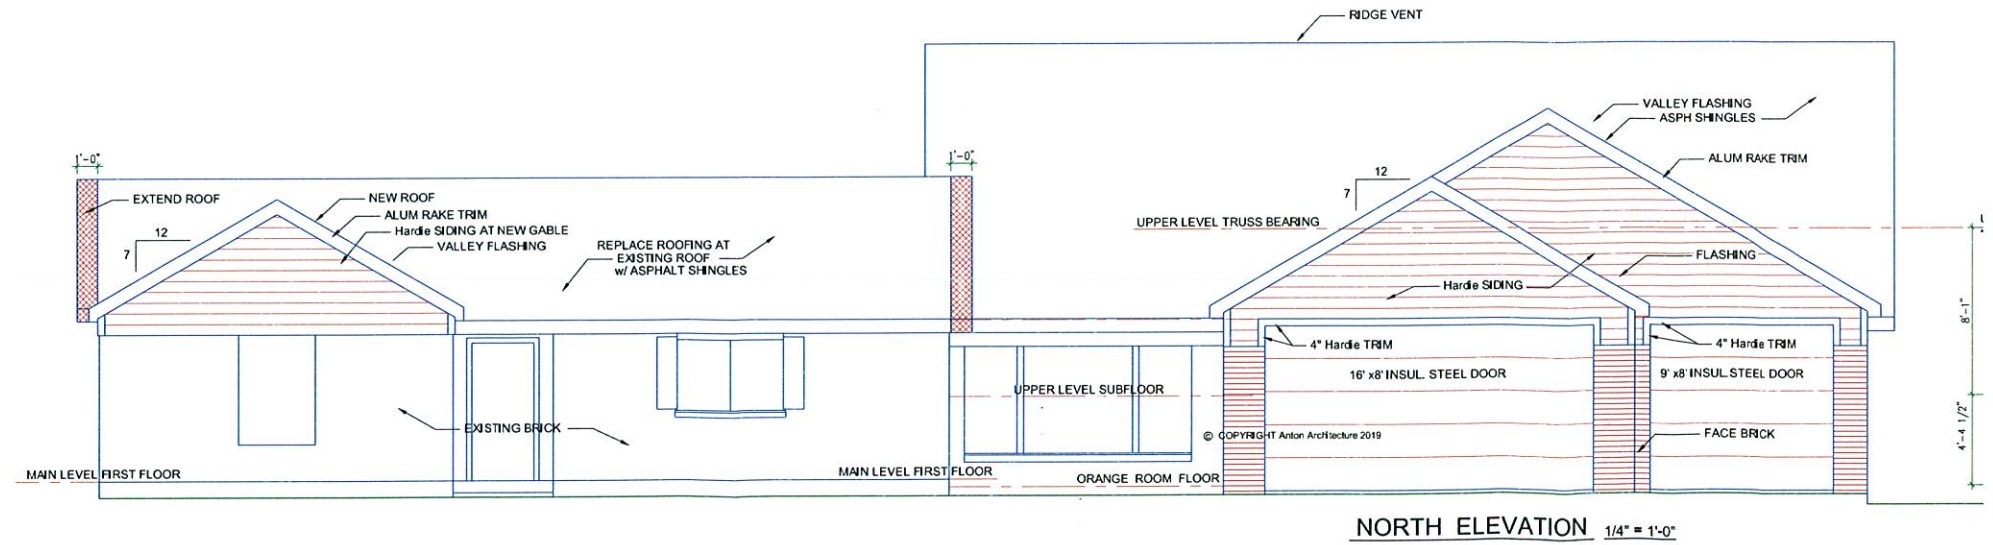 RIDGE VENT
VALLEY FLASHING
ASPH SHINGLES
1'-0"
1'-0"
ALUM RAKE TRIM
12
7
EXTEND ROOF
NEW ROOF
ALUM RAKE TRIM
Hardie SIDING AT NEW GABLE
VALLEY FLASHING
12
7
REPLACE ROOFING AT
EXISTING ROOF
w/ ASPHALT SHINGLES
UPPER LEVEL TRUSS BEARING
FLASHING
Hardie SIDING
8'-1"
4" Hardie TRIM
4" Hardie TRIM
16' x8' INSUL. STEEL DOOR
9' x8' INSUL. STEEL DOOR
UPPER LEVEL SUBFLOOR
EXISTING BRICK
© COPYRIGHT Anton Architecture 2019
FACE BRICK
4'-4 1/2"
MAIN LEVEL FIRST FLOOR
MAIN LEVEL FIRST FLOOR
ORANGE ROOM FLOOR
NORTH ELEVATION 1/4" = 1'-0"